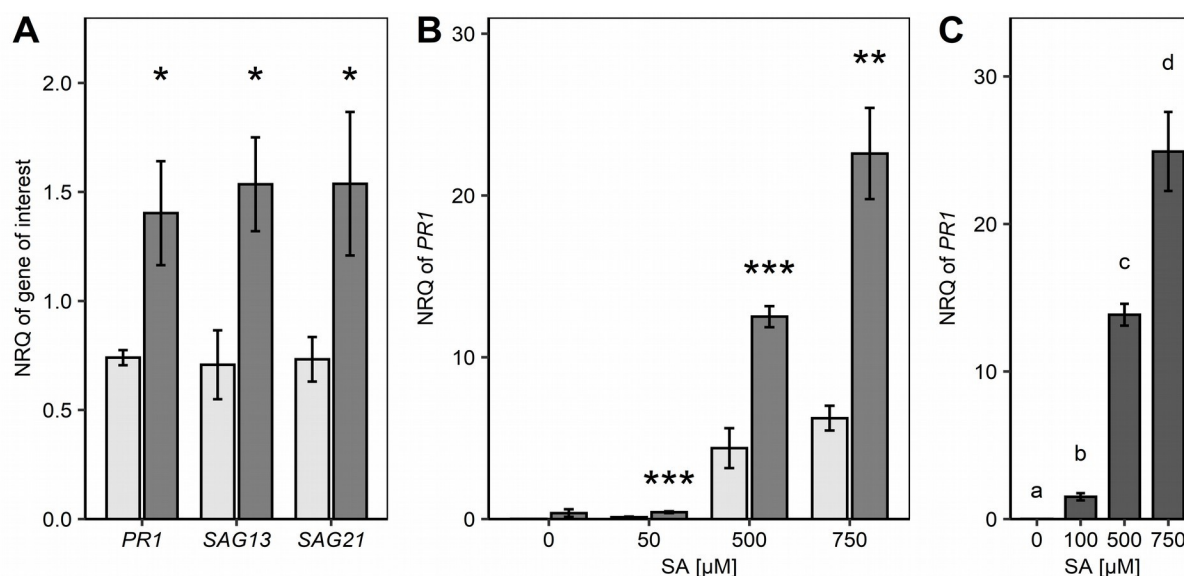 A
NRQ of gene of interest
2.0
1.5
1.0
0.5
0.0
* * *
PR1 SAG13 SAG21
B
NRQ of PR1
30
20
10
0
*** *** **
0 50 500 750
SA [µM]
C
NRQ of PR1
30
20
10
0
a b c d
0 100 500 750
SA [µM]